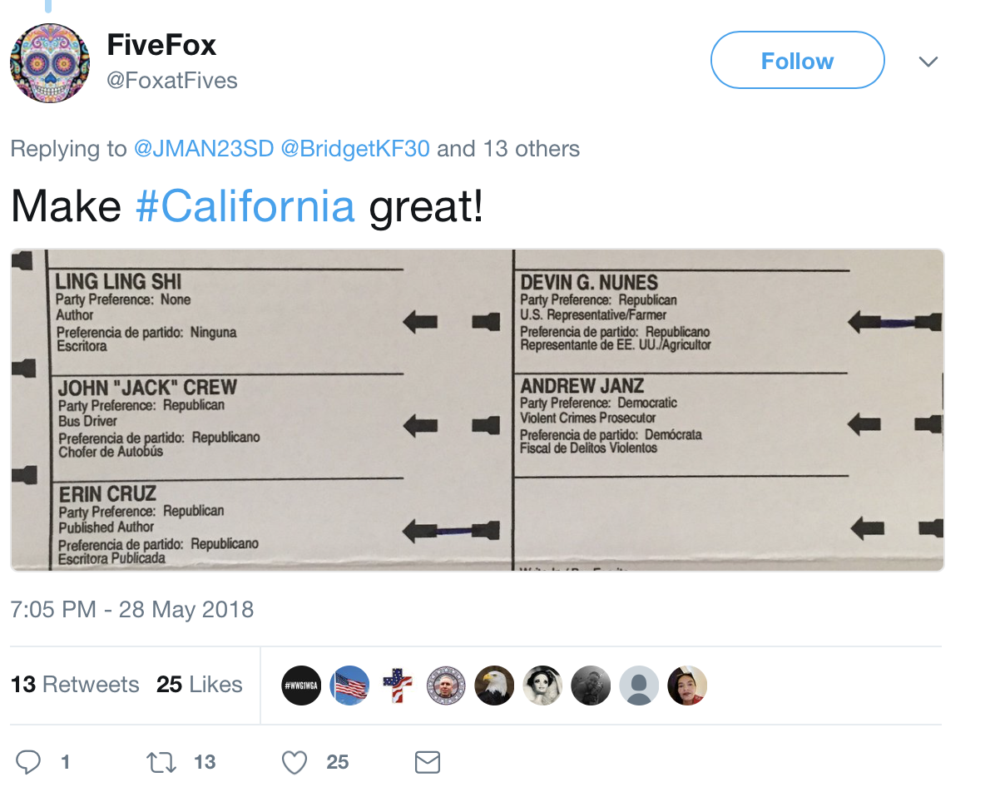 FiveFox
@FoxatFives
Follow
Replying to @JMAN23SD @BridgetKF30 and 13 others
Make #California great!
LING LING SHI
Party Preference: None
Author
Preferencia de partido: Ninguna
Escritora
JOHN "JACK" CREW
Party Preference: Republican
Bus Driver
Preferencia de partido: Republicano
Chofer de Autobús
ERIN CRUZ
Party Preference: Republican
Published Author
Preferencia de partido: Republicano
Escritora Publicada
DEVIN G. NUNES
Party Preference: Republican
U.S. Representative/Farmer
Preferencia de partido: Republicano
Representante de EE. UU./Agricultor
ANDREW JANZ
Party Preference: Democratic
Violent Crimes Prosecutor
Preferencia de partido: Demócrata
Fiscal de Delitos Violentos
7:05 PM - 28 May 2018
13 Retweets 25 Likes
#WWG1WGA
1 13 25